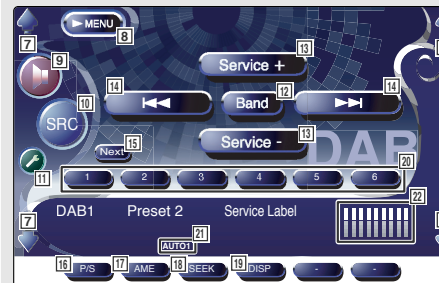 ►MENU
7
8
9
Service +
13
14
14
10
Band
12
SRC
15
Service -
13
Next
DAB
11
20
1 2 3 4 5 6
22
DAB1 Preset 2 Service Label
7
21
AUTO1
16 17 18 19
P/S AME SEEK DISP - -